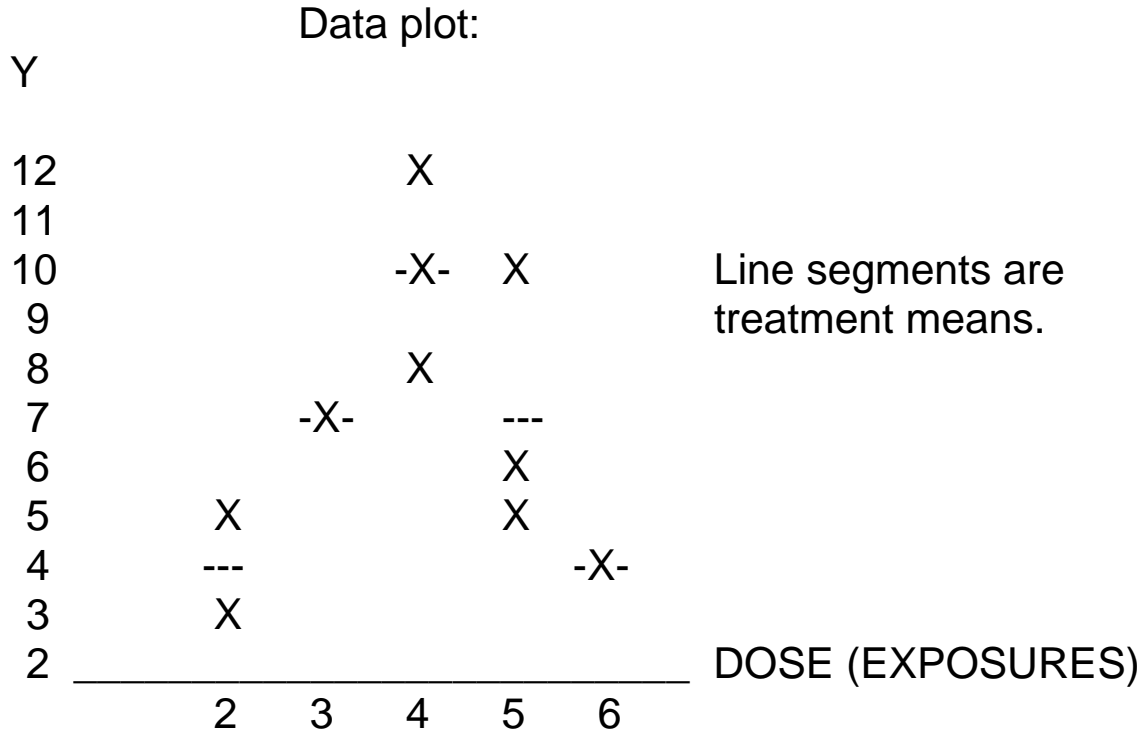 Data plot:
Y
12 X
11
10 -X- X Line segments are
9 treatment means.
8 X
7 -X- ---
6 X
5 X X
4 --- -X-
3 X
2 __________________________ DOSE (EXPOSURES)
2 3 4 5 6